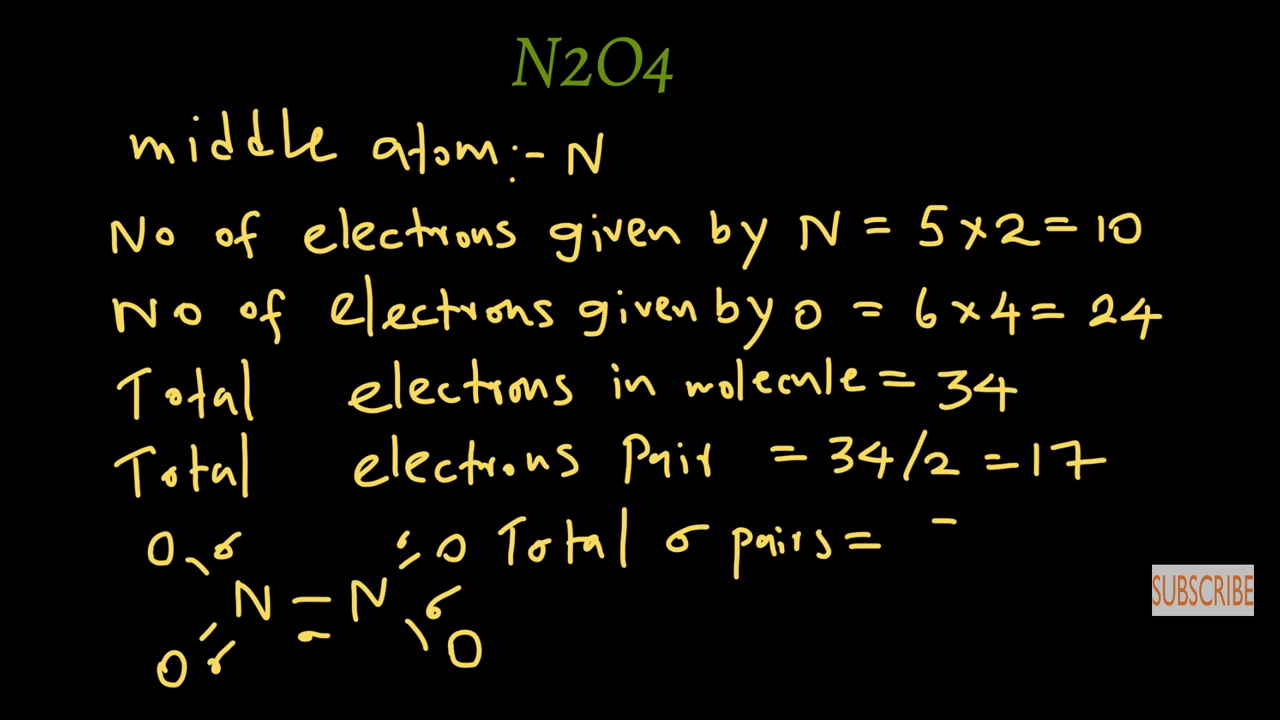 N2O4
middle atom:- N
No of electrons given by N = 5×2=10
No of electrons given by O = 6×4=24
Total electrons in molecule = 34
Total electrons Pair = 34/2 =17
O σ σ O Total σ pairs =
N – N σ
O σ O
SUBSCRIBE